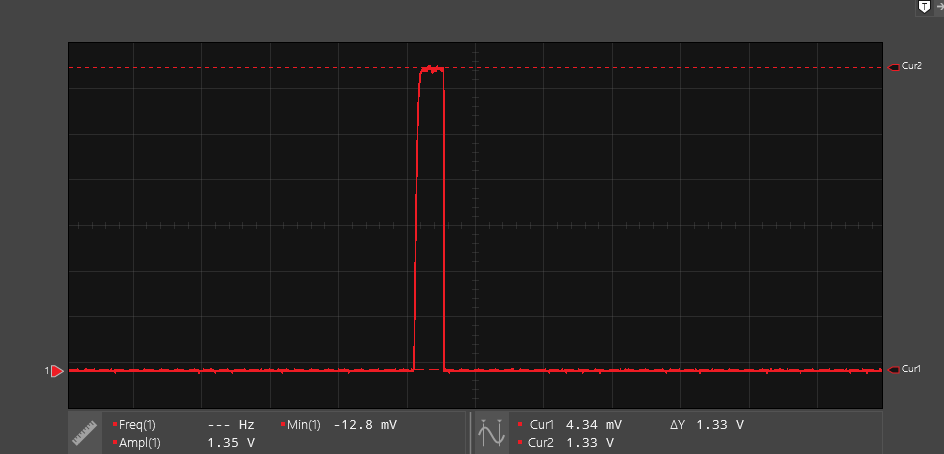 T
Cur2
1
Cur1
Freq(1) --- Hz Min(1) -12.8 mV Cur1 4.34 mV ΔY 1.33 V
Ampl(1) 1.35 V Cur2 1.33 V